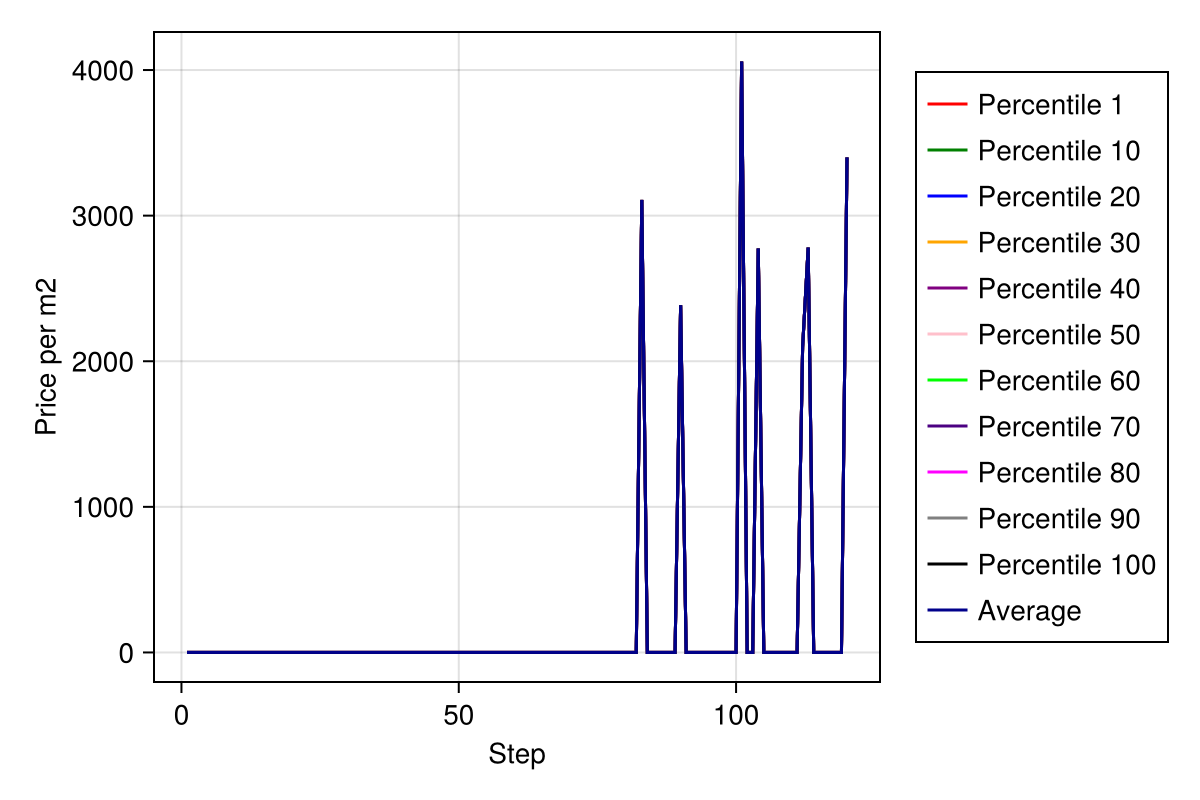 4000
3000
2000
1000
0
Price per m2
0
50
100
Step
Percentile 1
Percentile 10
Percentile 20
Percentile 30
Percentile 40
Percentile 50
Percentile 60
Percentile 70
Percentile 80
Percentile 90
Percentile 100
Average